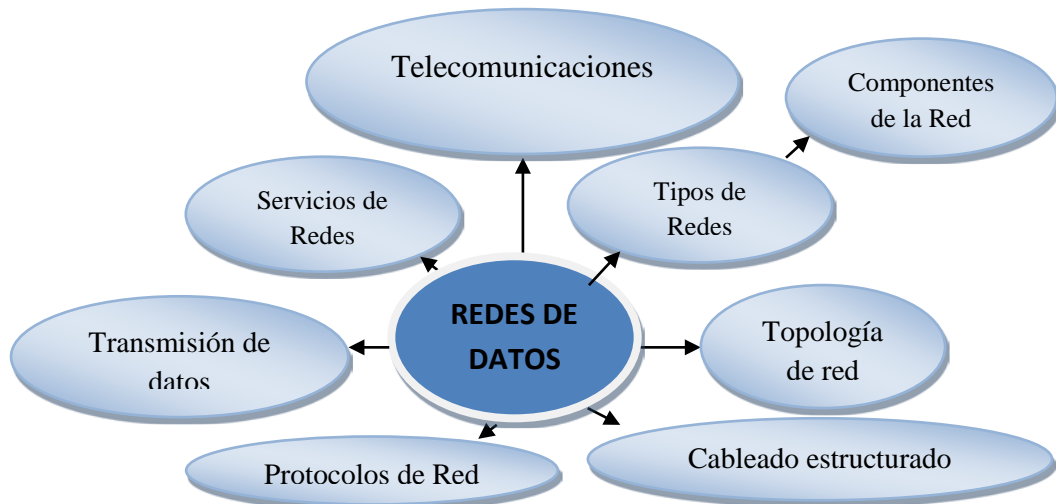 Telecomunicaciones
Componentes
de la Red
Servicios de
Redes
Tipos de
Redes
REDES DE
DATOS
Transmisión de
datos
Topología
de red
Protocolos de Red
Cableado estructurado